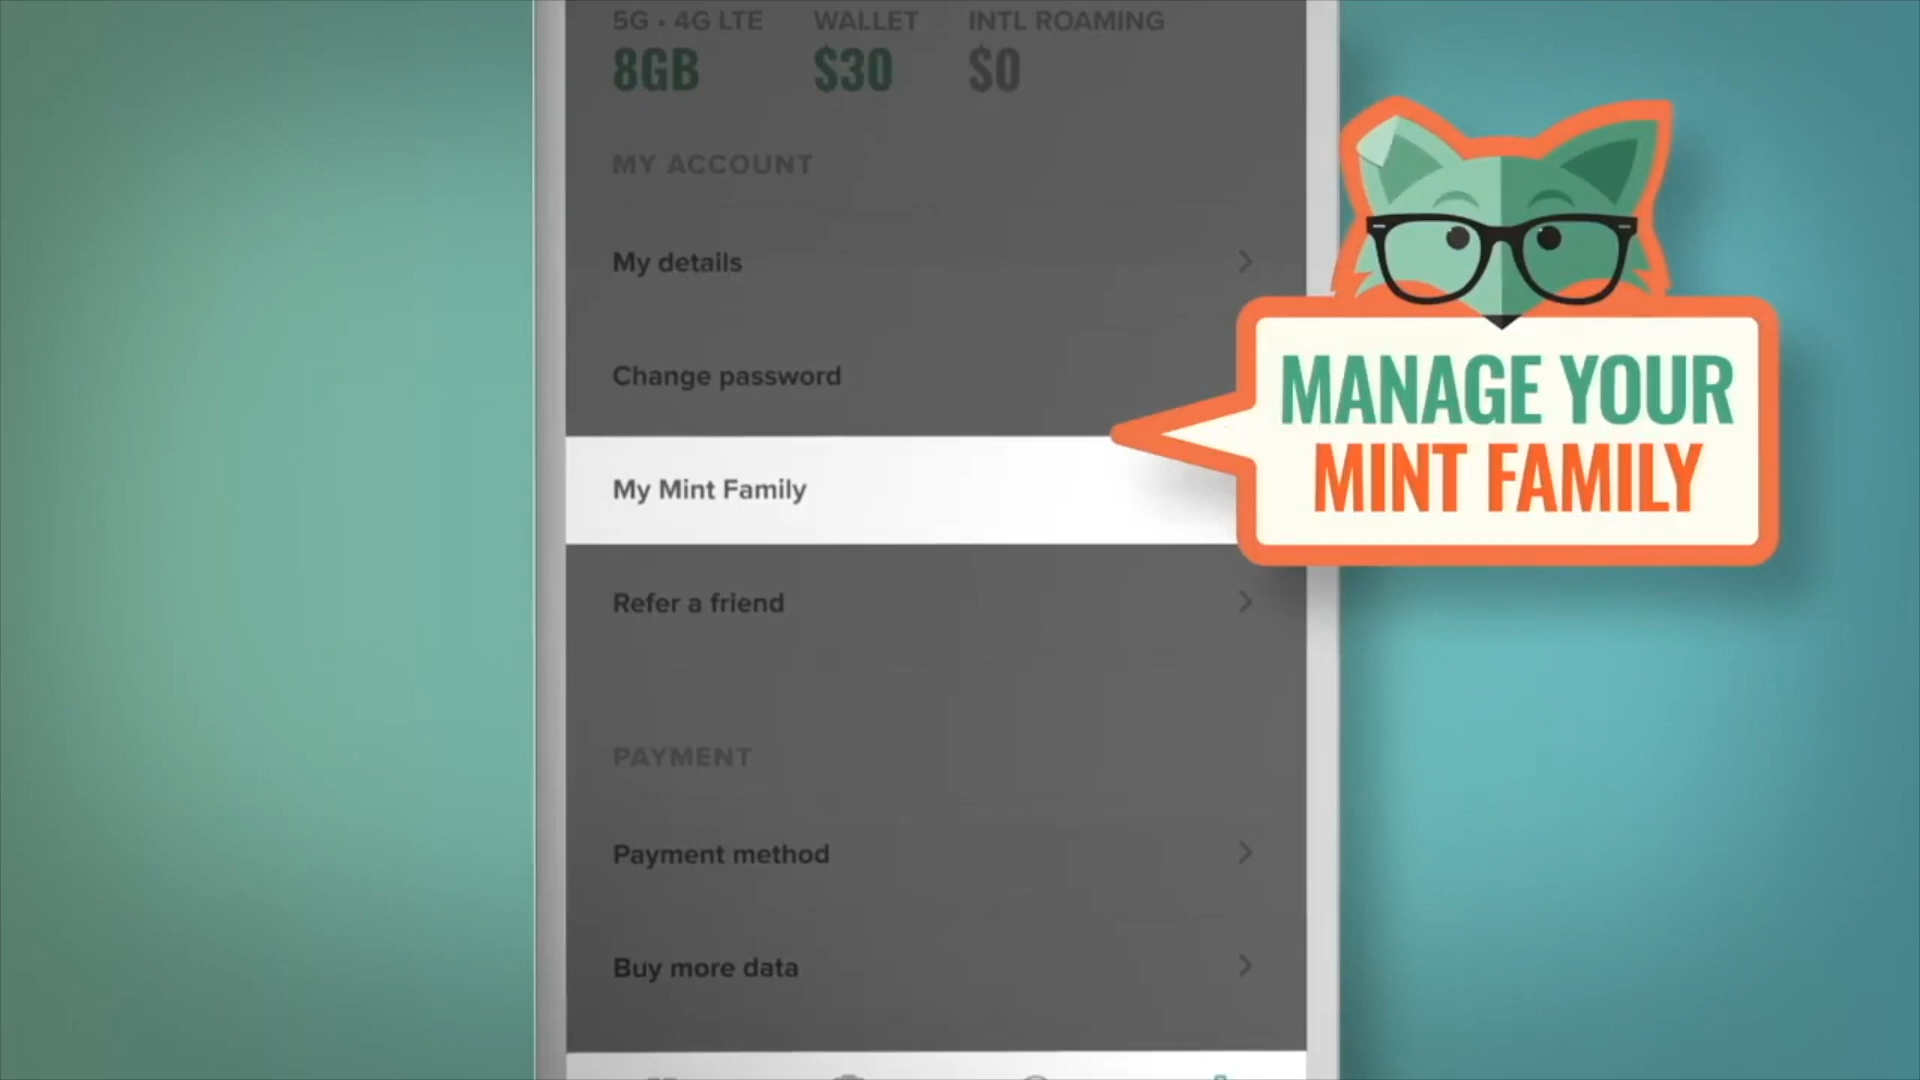 5G · 4G LTE WALLET INTL ROAMING
8GB $30 $0
MY ACCOUNT
My details
Change password
MANAGE YOUR
MINT FAMILY
My Mint Family
Refer a friend
PAYMENT
Payment method
Buy more data